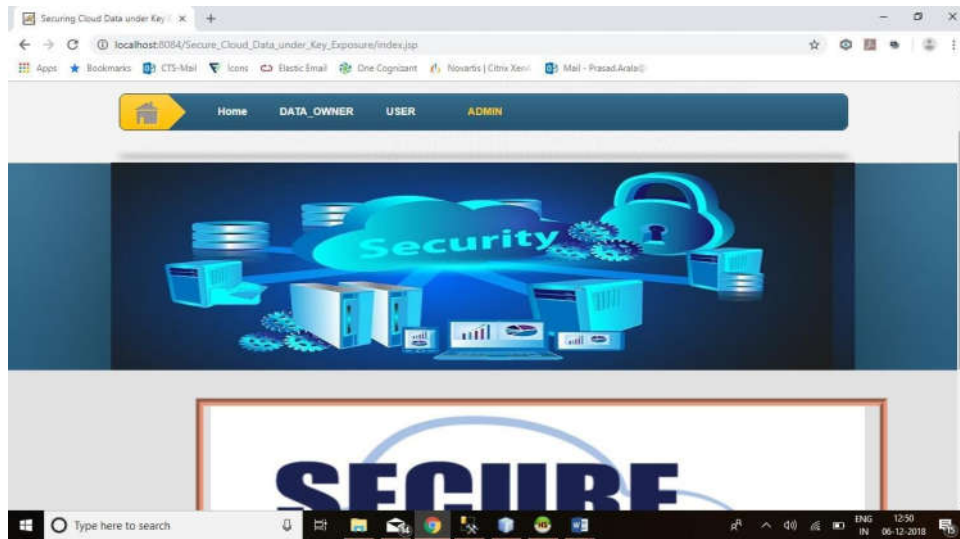 Securing Cloud Data under Key E
localhost:8084/Secure_Cloud_Data_under_Key_Exposure/index.jsp
Apps Bookmarks CTS-Mail Icons Elastic Email One Cognizant Novartis | Citrix Xen Mail - Prasad.Arala@
Home DATA_OWNER USER ADMIN
Security
SECURE
Type here to search
ENG 12:50
IN 06-12-2018